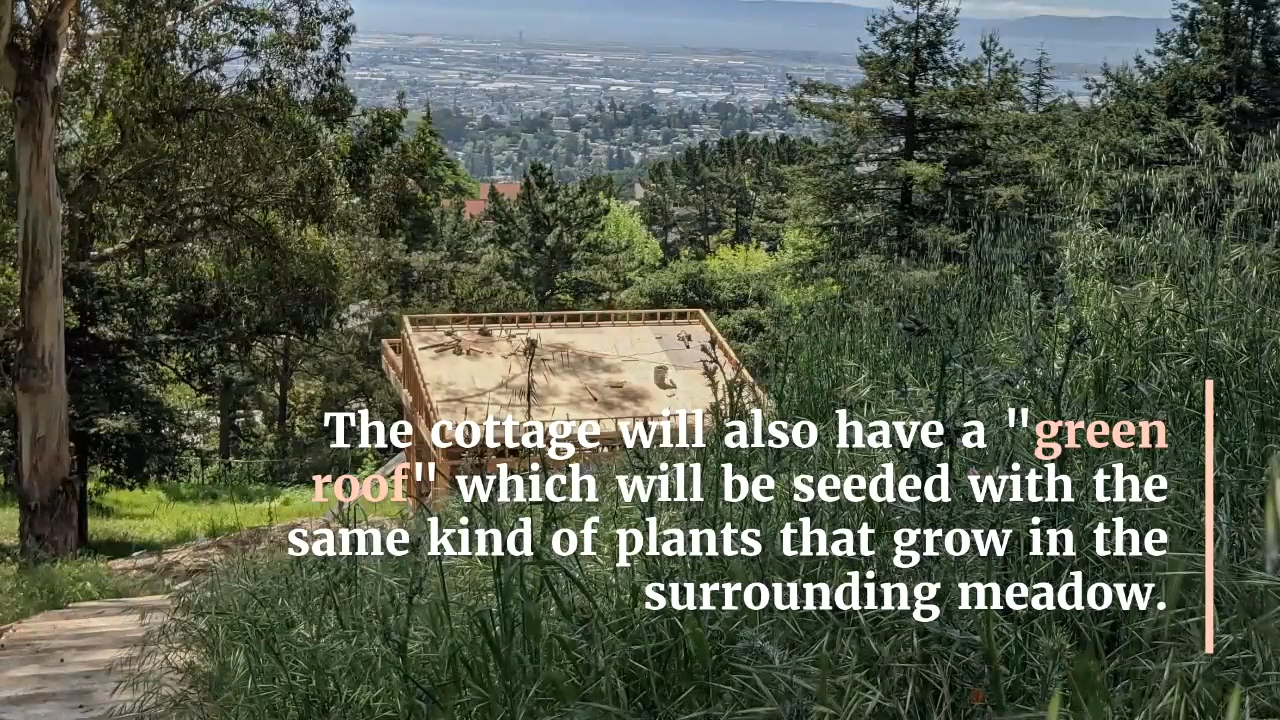 The cottage will also have a "green
roof" which will be seeded with the
same kind of plants that grow in the
surrounding meadow.